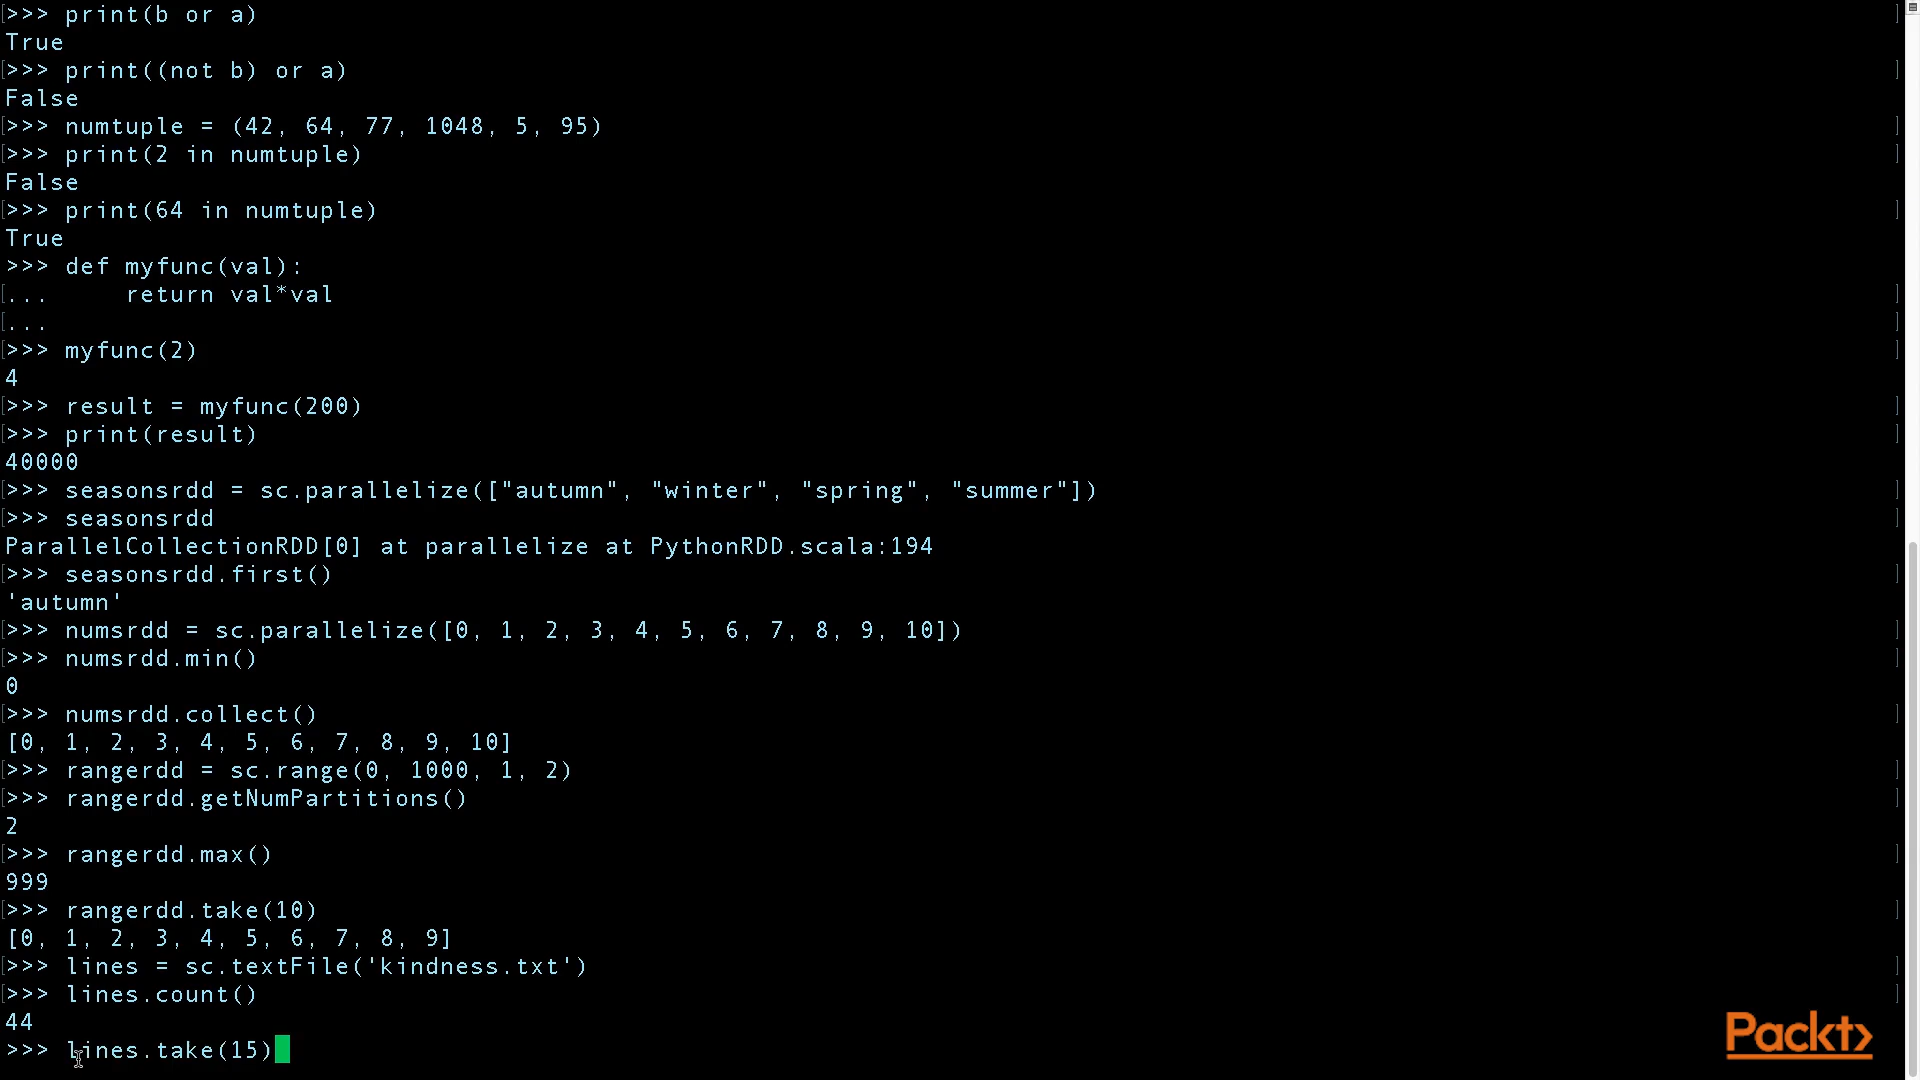 >>> print(b or a)
True
>>> print((not b) or a)
False
>>> numtuple = (42, 64, 77, 1048, 5, 95)
>>> print(2 in numtuple)
False
>>> print(64 in numtuple)
True
>>> def myfunc(val):
...     return val*val
...
>>> myfunc(2)
4
>>> result = myfunc(200)
>>> print(result)
40000
>>> seasonsrdd = sc.parallelize(["autumn", "winter", "spring", "summer"])
>>> seasonsrdd
ParallelCollectionRDD[0] at parallelize at PythonRDD.scala:194
>>> seasonsrdd.first()
'autumn'
>>> numsrdd = sc.parallelize([0, 1, 2, 3, 4, 5, 6, 7, 8, 9, 10])
>>> numsrdd.min()
0
>>> numsrdd.collect()
[0, 1, 2, 3, 4, 5, 6, 7, 8, 9, 10]
>>> rangerdd = sc.range(0, 1000, 1, 2)
>>> rangerdd.getNumPartitions()
2
>>> rangerdd.max()
999
>>> rangerdd.take(10)
[0, 1, 2, 3, 4, 5, 6, 7, 8, 9]
>>> lines = sc.textFile('kindness.txt')
>>> lines.count()
44
>>> lines.take(15)
Packt>